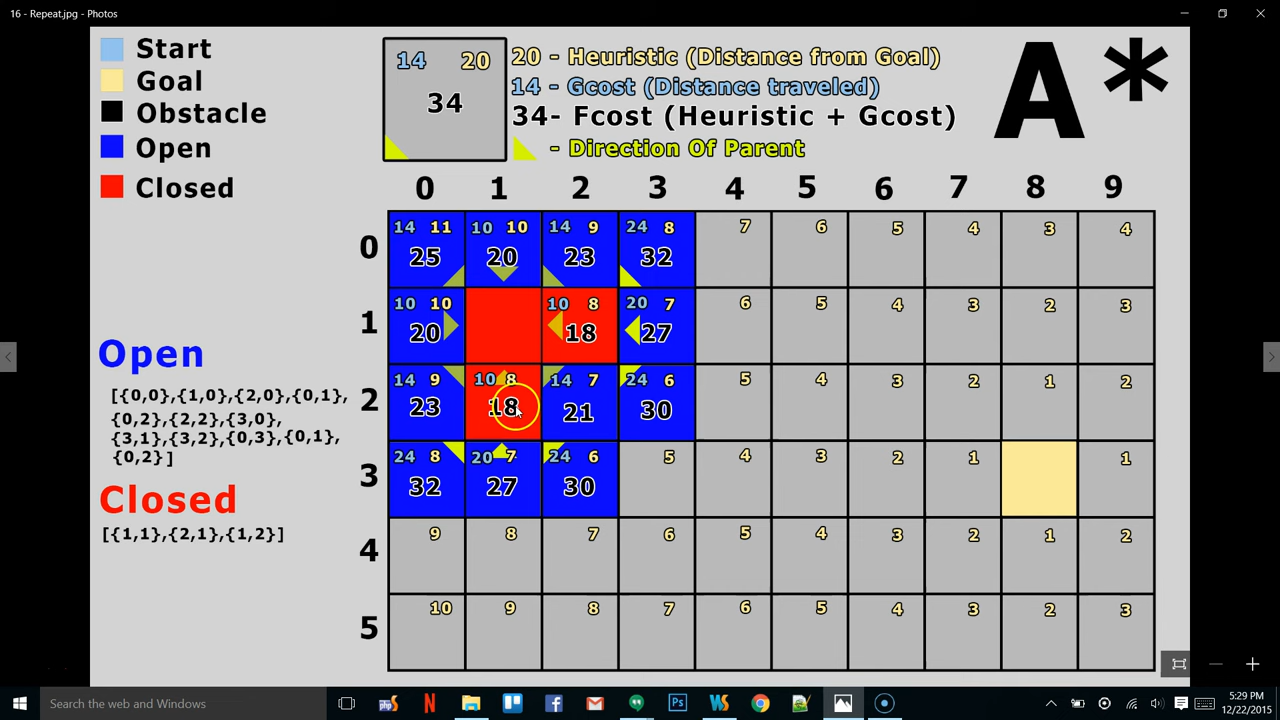 16 - Repeat.jpg - Photos
Start
Goal
Obstacle
Open
Closed
14 20
34
20 - Heuristic (Distance from Goal)
14 - Gcost (Distance traveled)
34- Fcost (Heuristic + Gcost)
- Direction Of Parent
A*
0 1 2 3 4 5 6 7 8 9
0
14 11 10 10 14 9 24 8 7 6 5 4 3 4
25 20 23 32
1
10 10 10 8 20 7 6 5 4 3 2 3
20 18 27
2
14 9 10 8 14 7 24 6 5 4 3 2 1 2
23 18 21 30
3
24 8 20 7 24 6 5 4 3 2 1 1
32 27 30
4
9 8 7 6 5 4 3 2 1 2
5
10 9 8 7 6 5 4 3 2 3
Open
[{0,0},{1,0},{2,0},{0,1},
{0,2},{2,2},{3,0},
{3,1},{3,2},{0,3},{0,1},
{0,2}]
Closed
[{1,1},{2,1},{1,2}]
Search the web and Windows
5:29 PM
12/22/2015